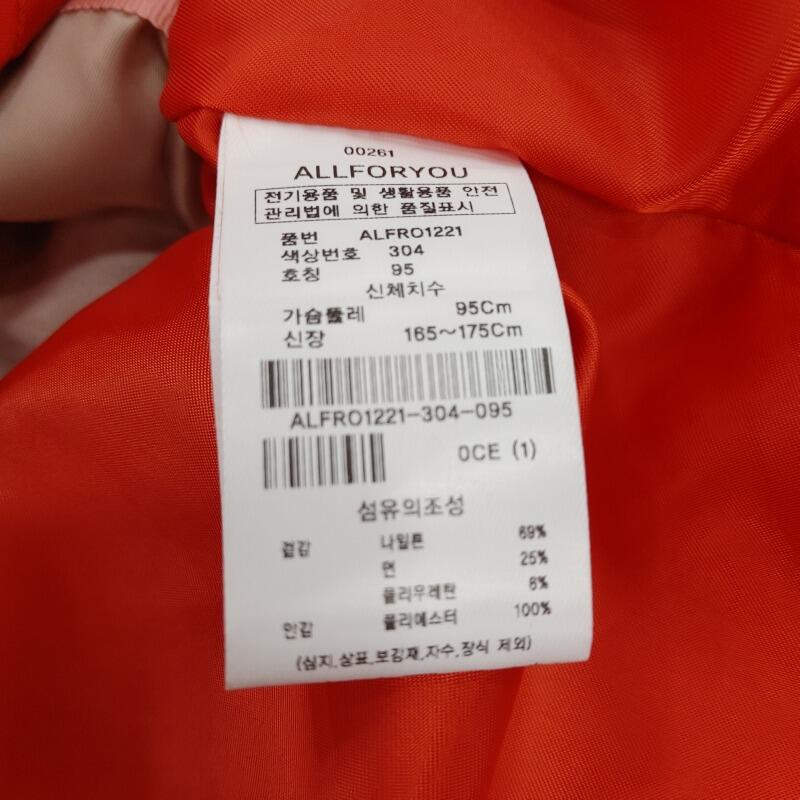 00261
ALLFORYOU
전기용품 및 생활용품 안전
관리법에 의한 품질표시
품번 ALFRO1221
색상번호 304
호칭 95
신체치수
가슴둘레 95Cm
신장 165~175Cm
ALFRO1221-304-095
0CE (1)
섬유의조성
겉감 나일론 69%
면 25%
폴리우레탄 6%
안감 폴리에스터 100%
(심지,상표,보강재,자수,장식 제외)